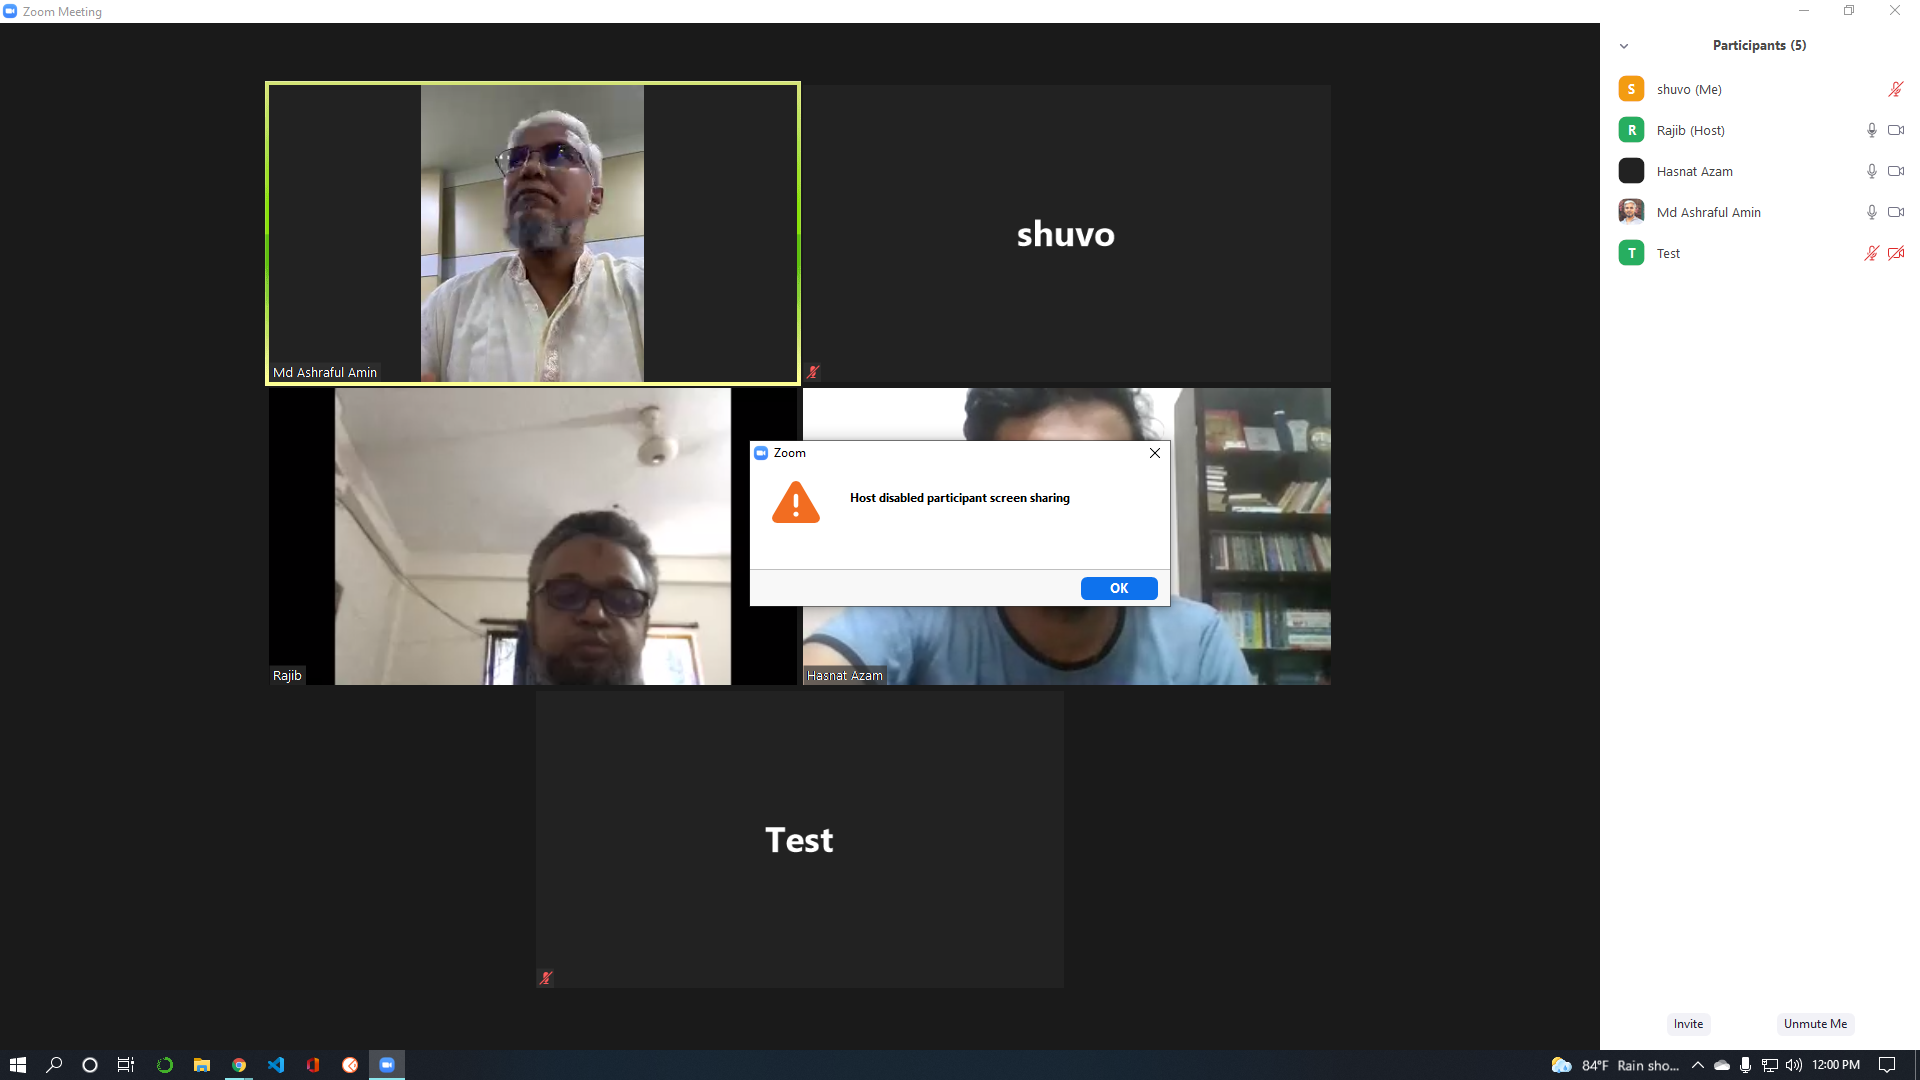 Zoom Meeting
Participants (5)
S
shuvo (Me)
R
Rajib (Host)
Hasnat Azam
Md Ashraful Amin
T
Test
Md Ashraful Amin
shuvo
Rajib
Hasnat Azam
Zoom
Host disabled participant screen sharing
OK
Test
Invite
Unmute Me
84°F Rain sho...
12:00 PM